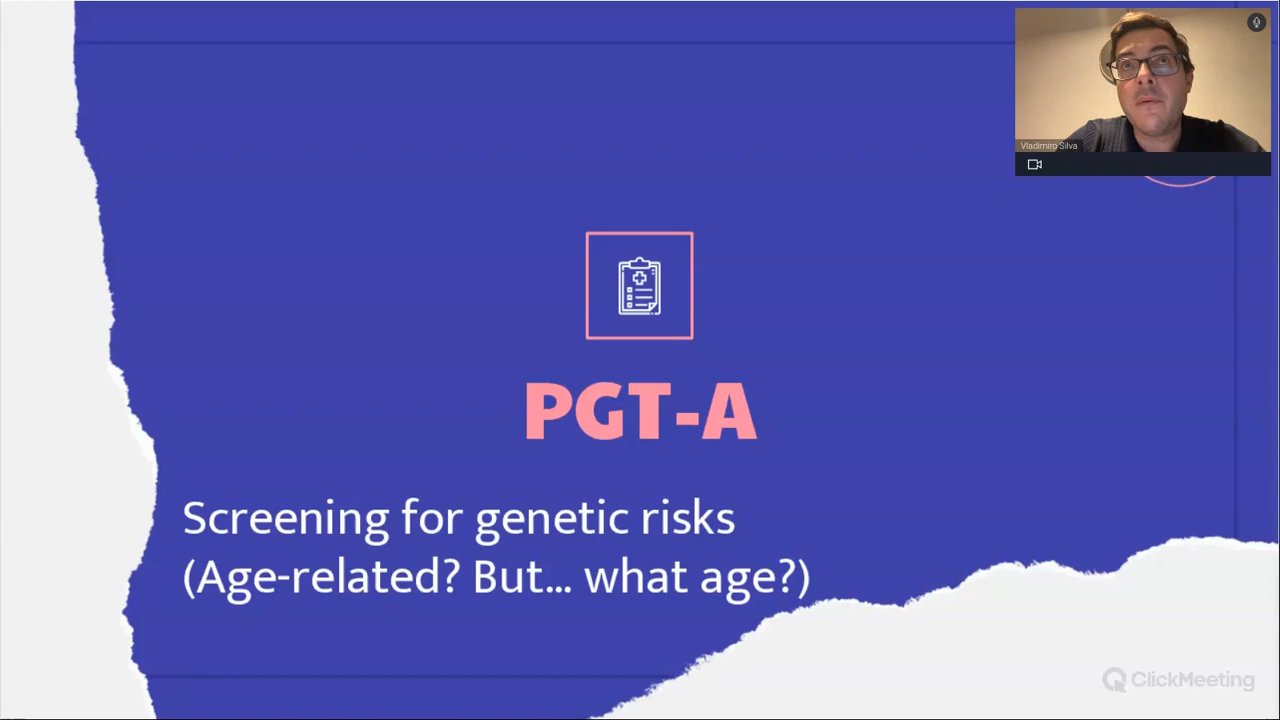 Vladimiro Silva
PGT-A
Screening for genetic risks
(Age-related? But... what age?)
ClickMeeting